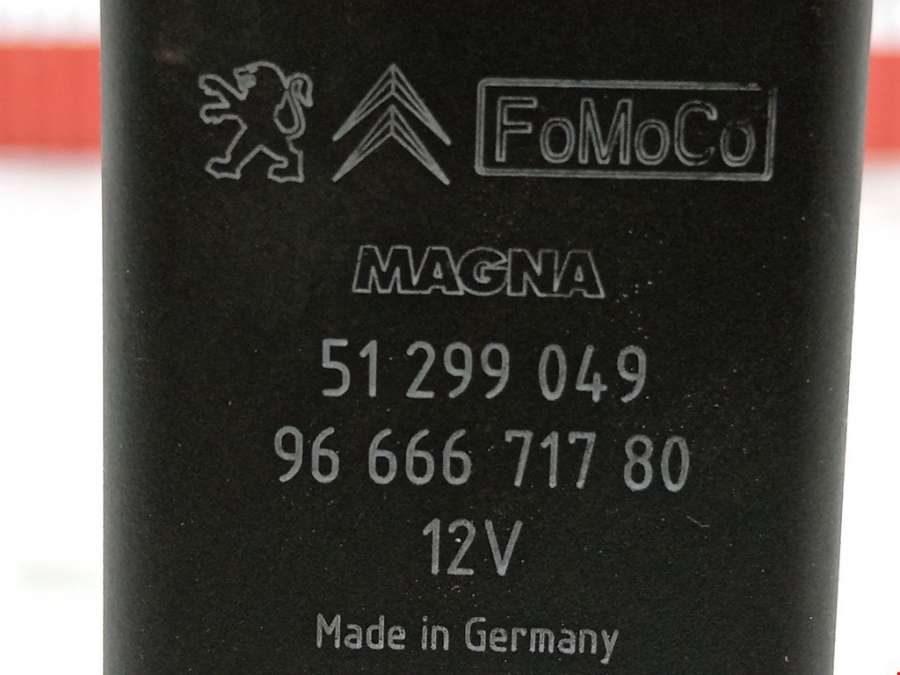 FoMoCo
MAGNA
51 299 049
96 666 717 80
12V
Made in Germany